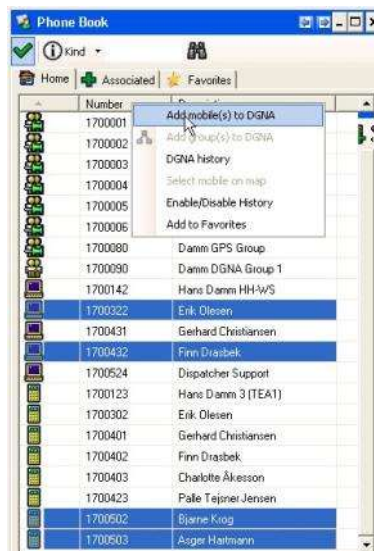 Phone Book
Kind
Home Associated Favorites
Number
1700001 Add mobile(s) to DGNA
1700002 Add group(s) to DGNA
1700003 DGNA history
1700004 Select mobile on map
1700005 Enable/Disable History
1700006 Add to Favorites
1700080 Damm GPS Group
1700090 Damm DGNA Group 1
1700142 Hans Damm HH-WS
1700322 Erik Olesen
1700431 Gerhard Christiansen
1700432 Finn Drasbek
1700524 Dispatcher Support
1700123 Hans Damm 3 (TEA1)
1700302 Erik Olesen
1700401 Gerhard Christiansen
1700402 Finn Drasbek
1700403 Charlotte Åkesson
1700423 Palle Tejsner Jensen
1700502 Bjarne Krog
1700503 Asger Hartmann